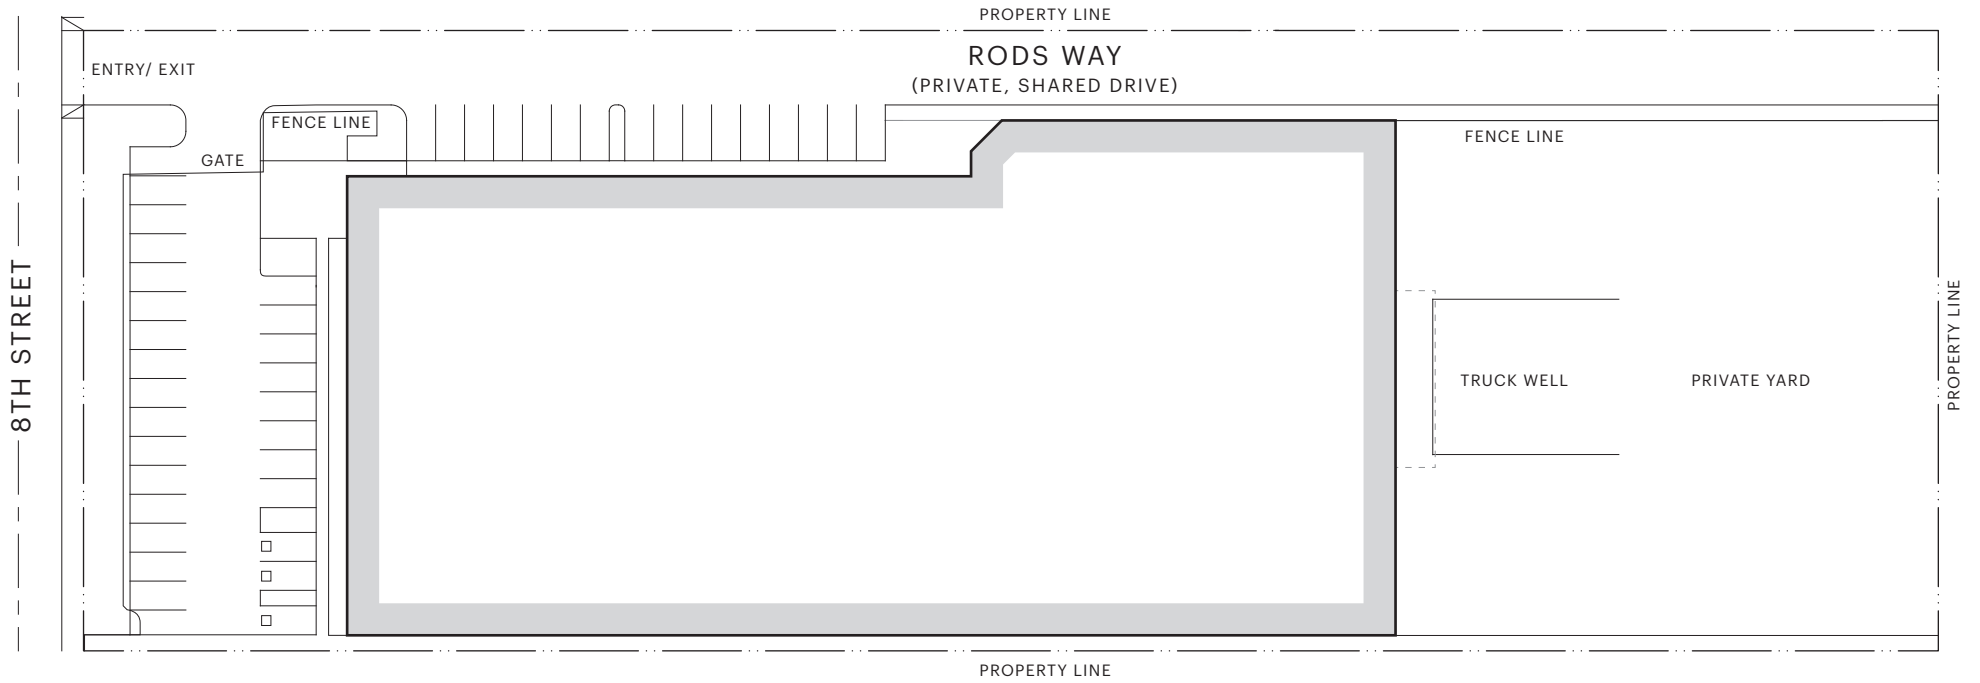 PROPERTY LINE
RODS WAY
(PRIVATE, SHARED DRIVE)
ENTRY/ EXIT
FENCE LINE
GATE
FENCE LINE
8TH STREET
TRUCK WELL
PRIVATE YARD
PROPERTY LINE
PROPERTY LINE